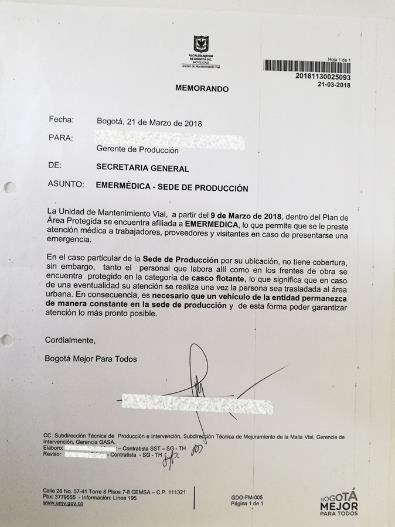 ALCALDÍA MAYOR
DE BOGOTÁ D.C.
MOVILIDAD
Hoja 1 de 1
20181130025093
21-03-2018
MEMORANDO
Fecha: Bogotá, 21 de Marzo de 2018
PARA:
Gerente de Producción
DE: SECRETARIA GENERAL
ASUNTO: EMERMÉDICA - SEDE DE PRODUCCIÓN
La Unidad de Mantenimiento Vial, a partir del 9 de Marzo de 2018, dentro del Plan de
Área Protegida se encuentra afiliada a EMERMEDICA, lo que permite que se le preste
atención médica a trabajadores, proveedores y visitantes en caso de presentarse una
emergencia.
En el caso particular de la Sede de Producción por su ubicación, no tiene cobertura,
sin embargo, tanto el personal que labora allí como en los frentes de obra se
encuentra protegido en la categoría de casco flotante, lo que significa que en caso
de una eventualidad su atención se realiza una vez la persona sea trasladada al área
urbana. En consecuencia, es necesario que un vehículo de la entidad permanezca
de manera constante en la sede de producción y de esta forma poder garantizar
atención lo más pronto posible.
Cordialmente,
Bogotá Mejor Para Todos
CC. Subdirección Técnica de Producción e Intervención, Subdirección Técnica de Mejoramiento de la Malla Vial, Gerencia de
Intervención, Gerencia GASA.
Elaboro: - Contratista SST - SG - TH
Reviso: - Contratista - SG - TH
Calle 26 No. 57-41 Torre 8 Pisos 7-8 CEMSA - C.P. 111321
Pbx: 3779555 - Información: Línea 195
www.umv.gov.co
GDO-FM-006
Página 1 de 1
BOGOTÁ
MEJOR
PARA TODOS